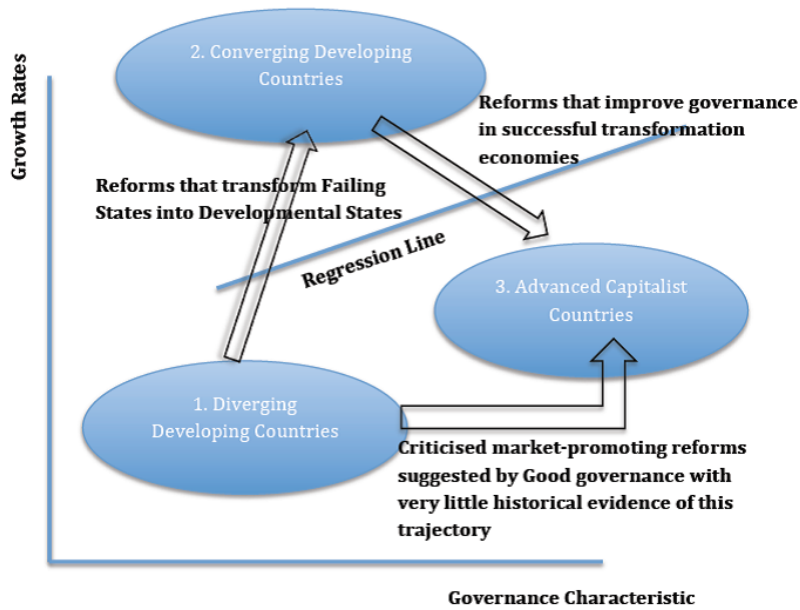 Growth Rates
2. Converging Developing
Countries
Reforms that improve governance
in successful transformation
economies
Reforms that transform Failing
States into Developmental States
Regression Line
3. Advanced Capitalist
Countries
1. Diverging
Developing Countries
Criticised market-promoting reforms
suggested by Good governance with
very little historical evidence of this
trajectory
Governance Characteristic